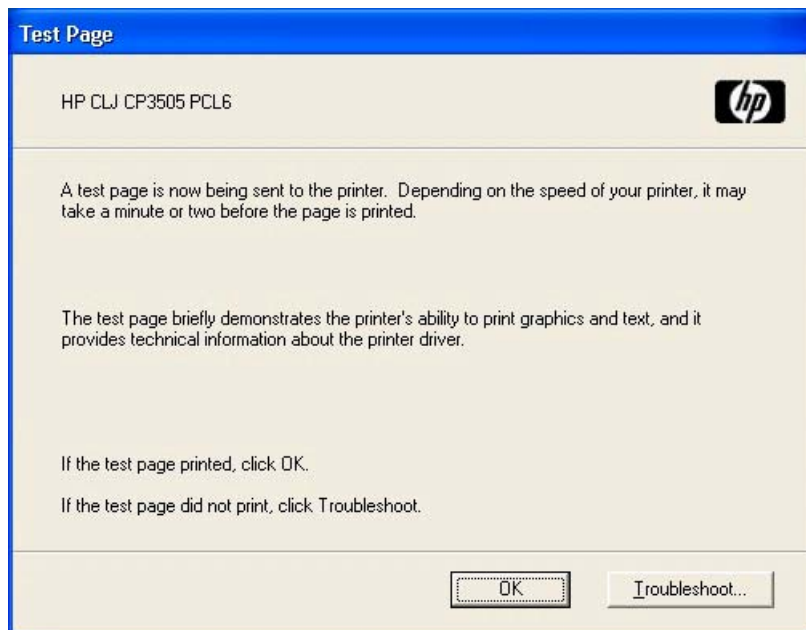 Test Page
HP CLJ CP3505 PCL6
hp
A test page is now being sent to the printer. Depending on the speed of your printer, it may
take a minute or two before the page is printed.
The test page briefly demonstrates the printer's ability to print graphics and text, and it
provides technical information about the printer driver.
If the test page printed, click OK.
If the test page did not print, click Troubleshoot.
OK
Troubleshoot...